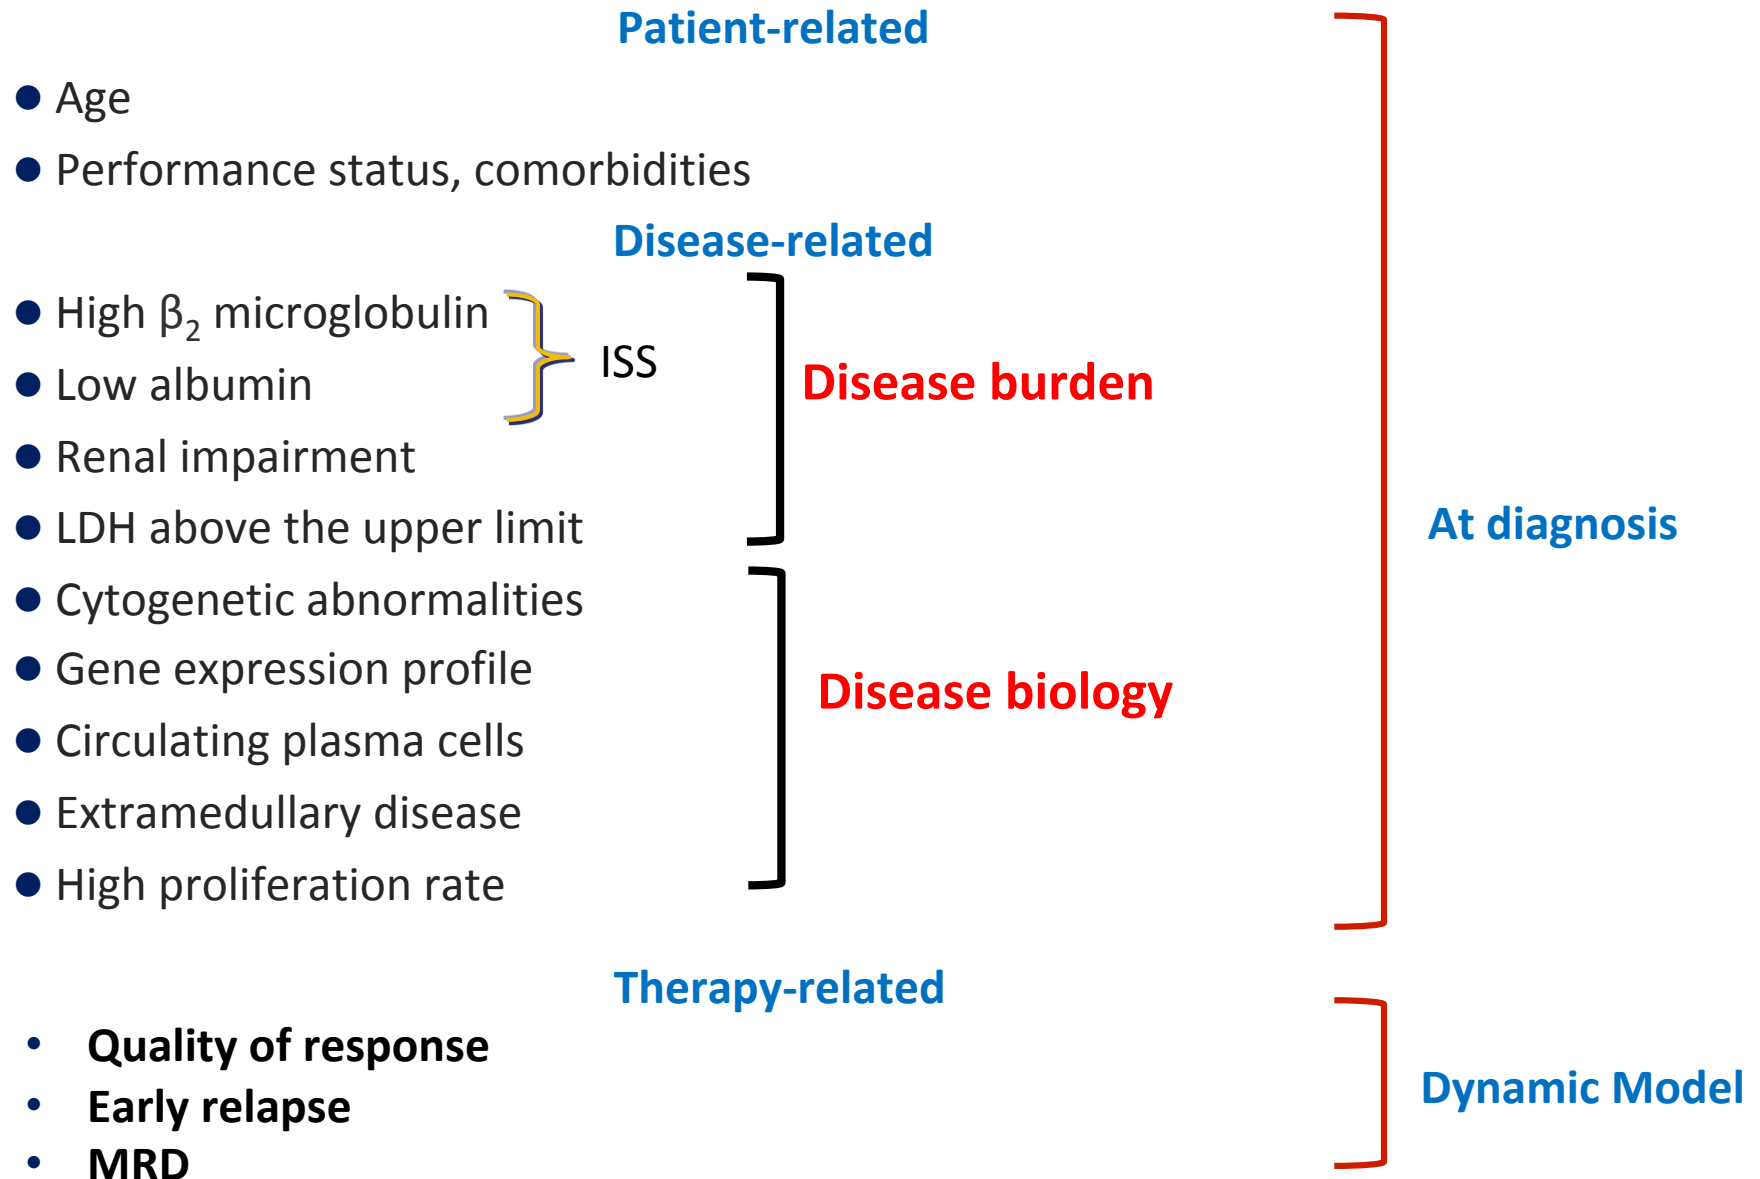 Patient-related
● Age
● Performance status, comorbidities
Disease-related
● High β₂ microglobulin
● Low albumin
ISS
● Renal impairment
● LDH above the upper limit
Disease burden
● Cytogenetic abnormalities
● Gene expression profile
● Circulating plasma cells
● Extramedullary disease
● High proliferation rate
Disease biology
At diagnosis
Therapy-related
• Quality of response
• Early relapse
• MRD
Dynamic Model